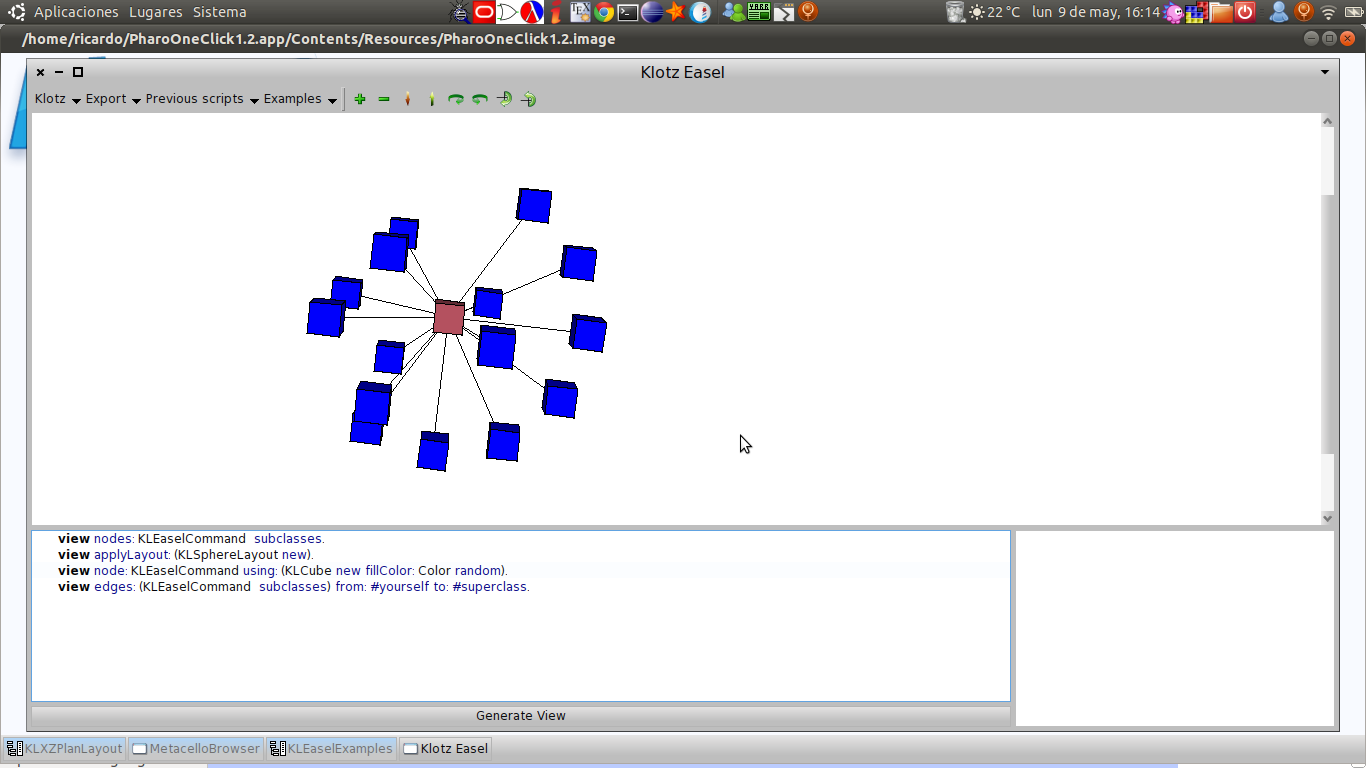 Aplicaciones Lugares Sistema 22 °C lun 9 de may, 16:14
/home/ricardo/PharoOneClick1.2.app/Contents/Resources/PharoOneClick1.2.image
Klotz Easel
Klotz Export Previous scripts Examples
view nodes: KLEaselCommand subclasses.
view applyLayout: (KLSphereLayout new).
view node: KLEaselCommand using: (KLCube new fillColor: Color random).
view edges: (KLEaselCommand subclasses) from: #yourself to: #superclass.
Generate View
KLXZPlanLayout MetacelloBrowser KLEaselExamples Klotz Easel